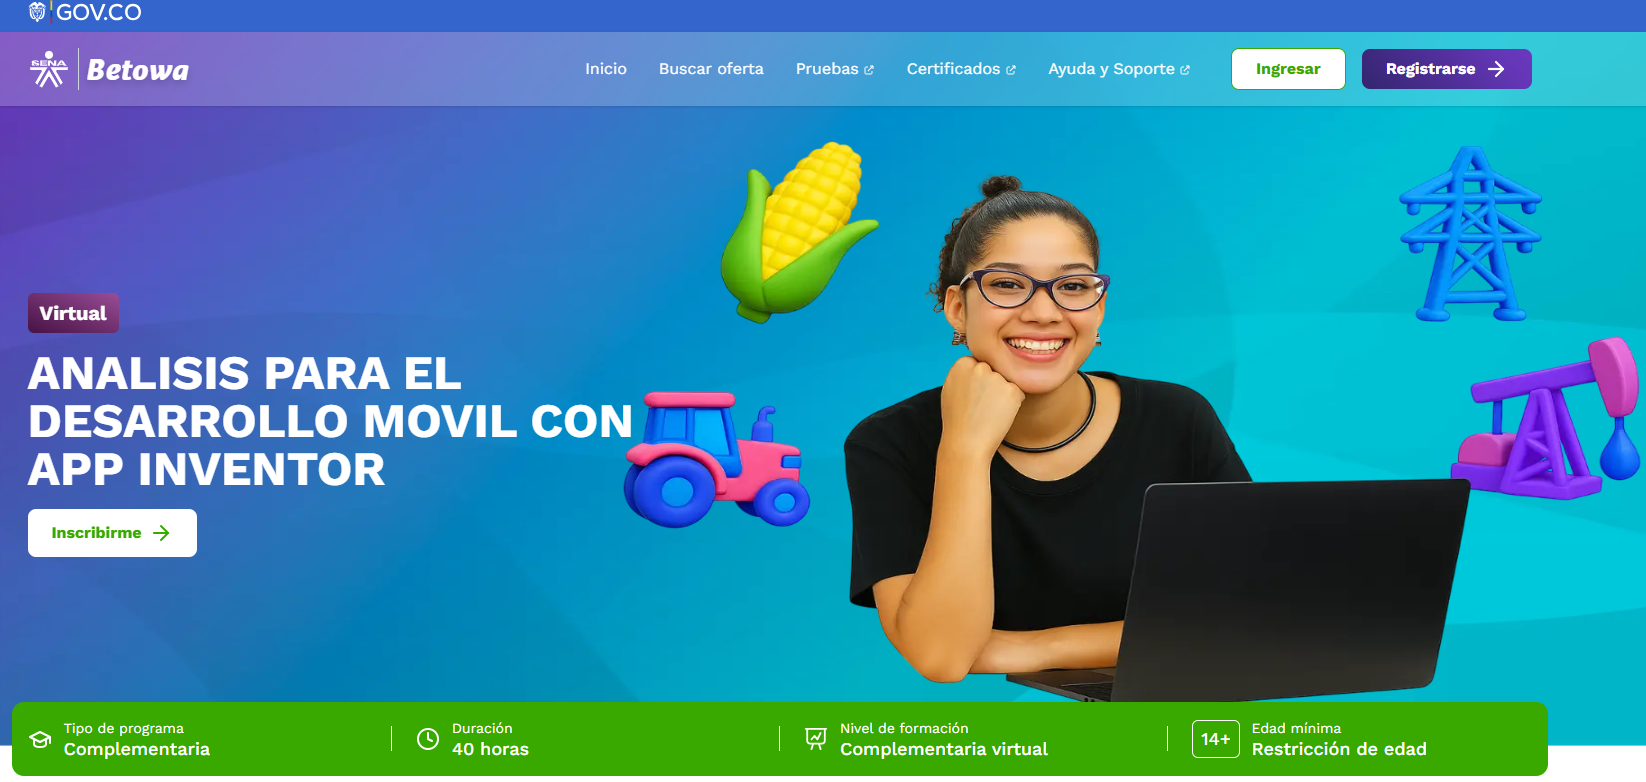 GOV.CO
SENA
Betowa
Inicio
Buscar oferta
Pruebas
Certificados
Ayuda y Soporte
Ingresar
Registrarse
Virtual
ANALISIS PARA EL
DESARROLLO MOVIL CON
APP INVENTOR
Inscribirme
Tipo de programa
Complementaria
Duración
40 horas
Nivel de formación
Complementaria virtual
14+
Edad mínima
Restricción de edad